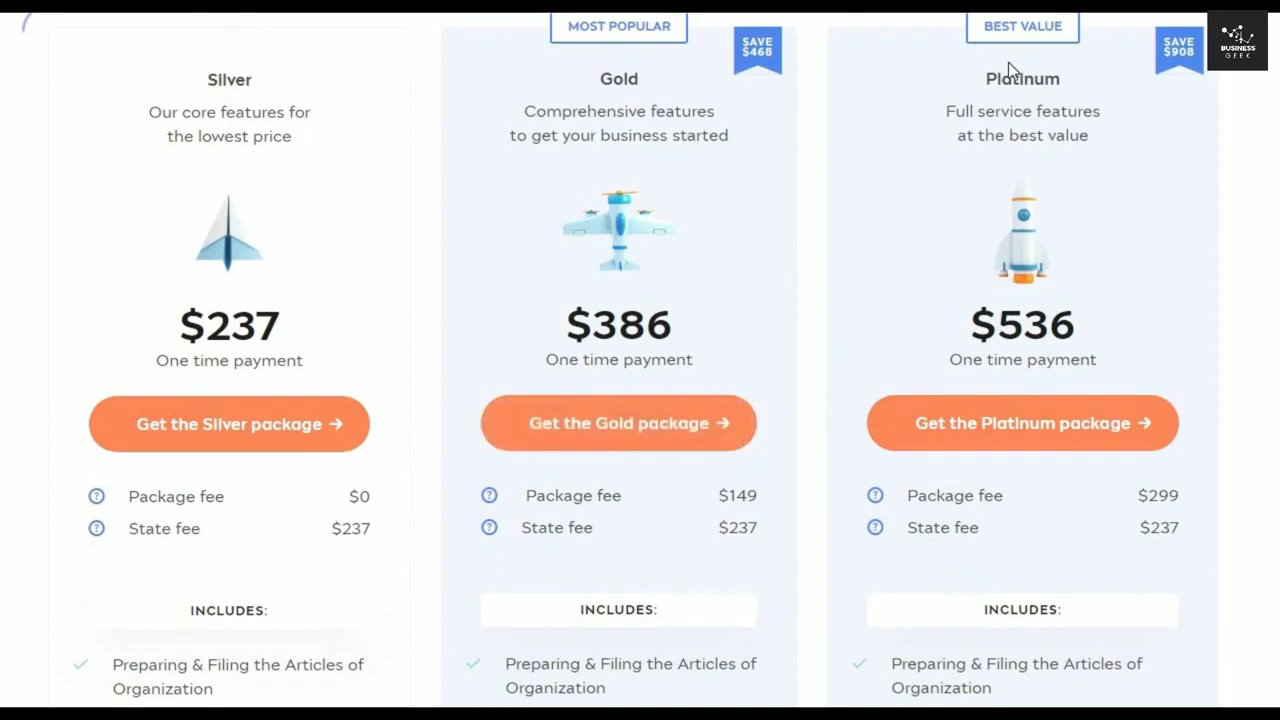 MOST POPULAR
BEST VALUE
SAVE
$468
SAVE
$908
BUSINESS
GEEK
Silver
Our core features for
the lowest price
$237
One time payment
Get the Silver package →
? Package fee $0
? State fee $237
INCLUDES:
Preparing & Filing the Articles of
Organization
Gold
Comprehensive features
to get your business started
$386
One time payment
Get the Gold package →
? Package fee $149
? State fee $237
INCLUDES:
Preparing & Filing the Articles of
Organization
Platinum
Full service features
at the best value
$536
One time payment
Get the Platinum package →
? Package fee $299
? State fee $237
INCLUDES:
Preparing & Filing the Articles of
Organization